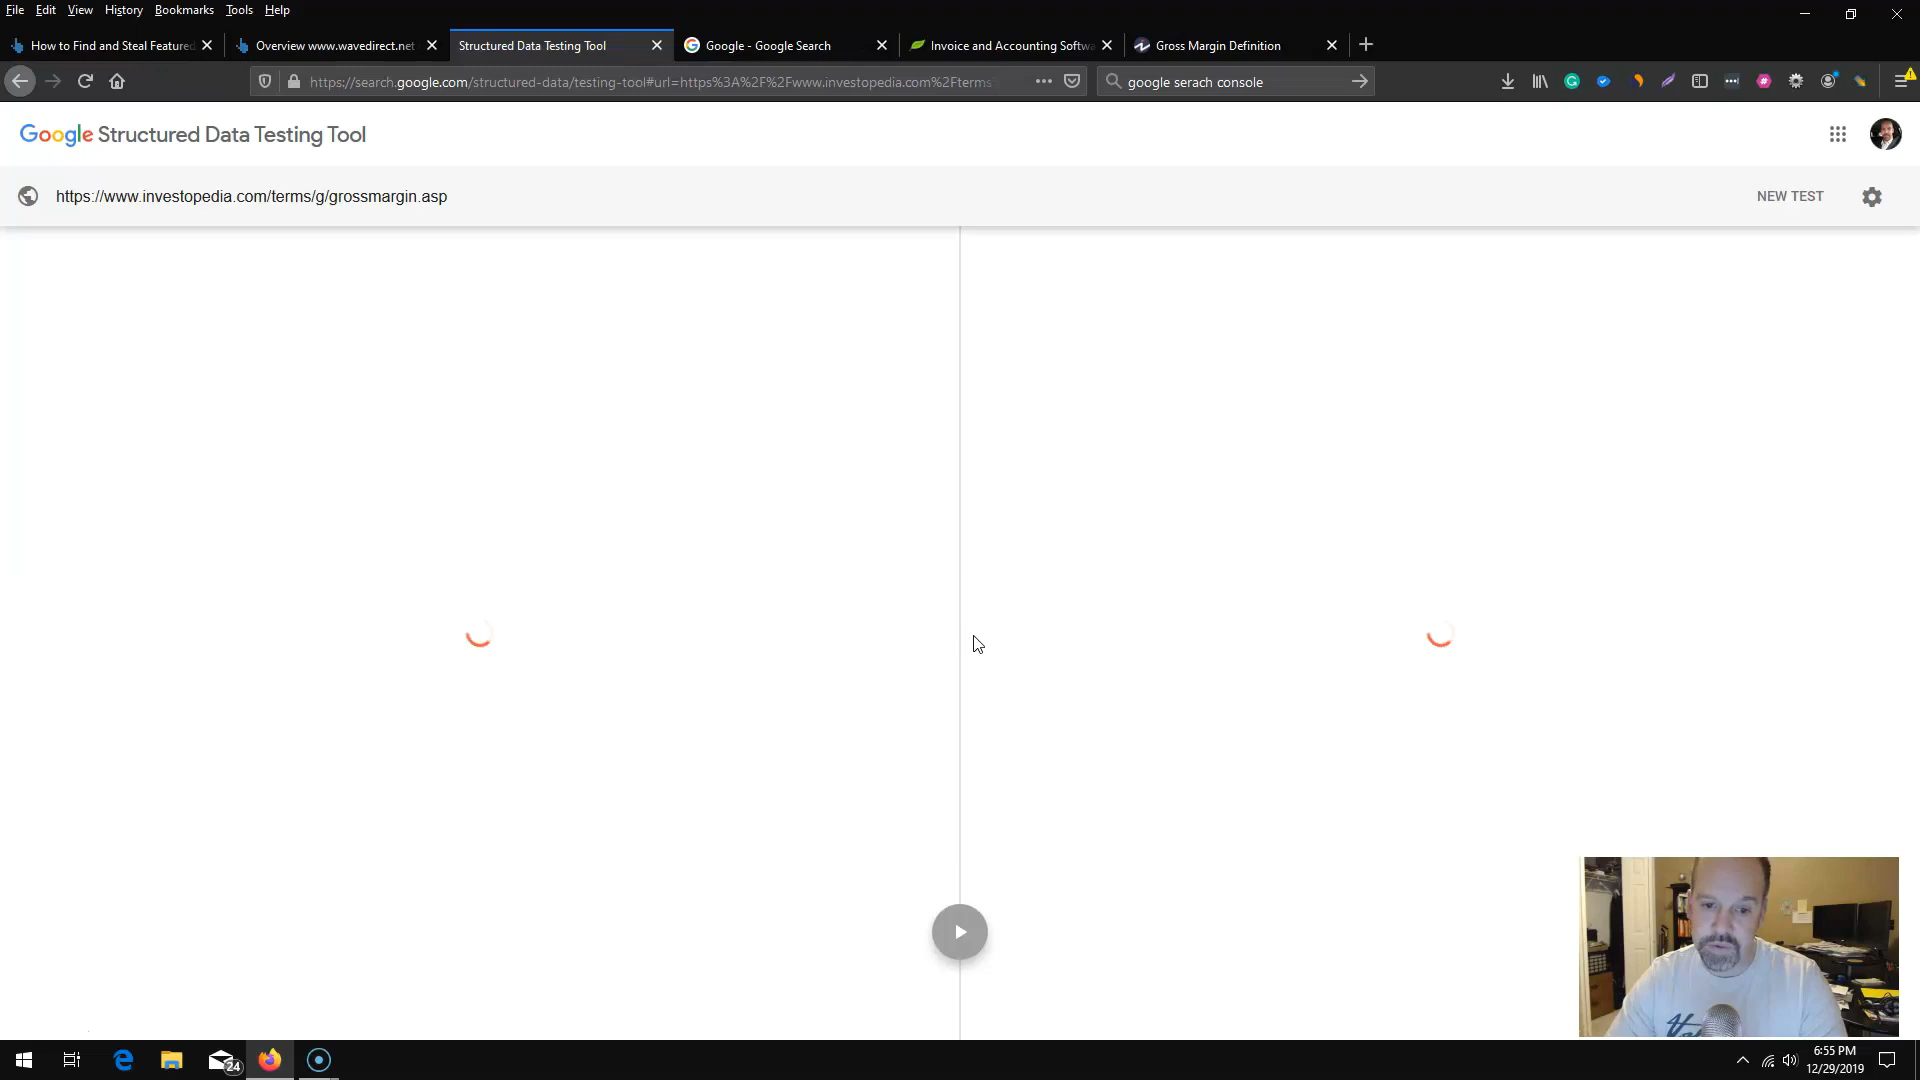 File Edit View History Bookmarks Tools Help
How to Find and Steal Featured
Overview www.wavedirect.net
Structured Data Testing Tool
Google - Google Search
Invoice and Accounting Softwa
Gross Margin Definition
https://search.google.com/structured-data/testing-tool#url=https%3A%2F%2Fwww.investopedia.com%2Fterms
google serach console
Google Structured Data Testing Tool
https://www.investopedia.com/terms/g/grossmargin.asp
NEW TEST
24
6:55 PM
12/29/2019